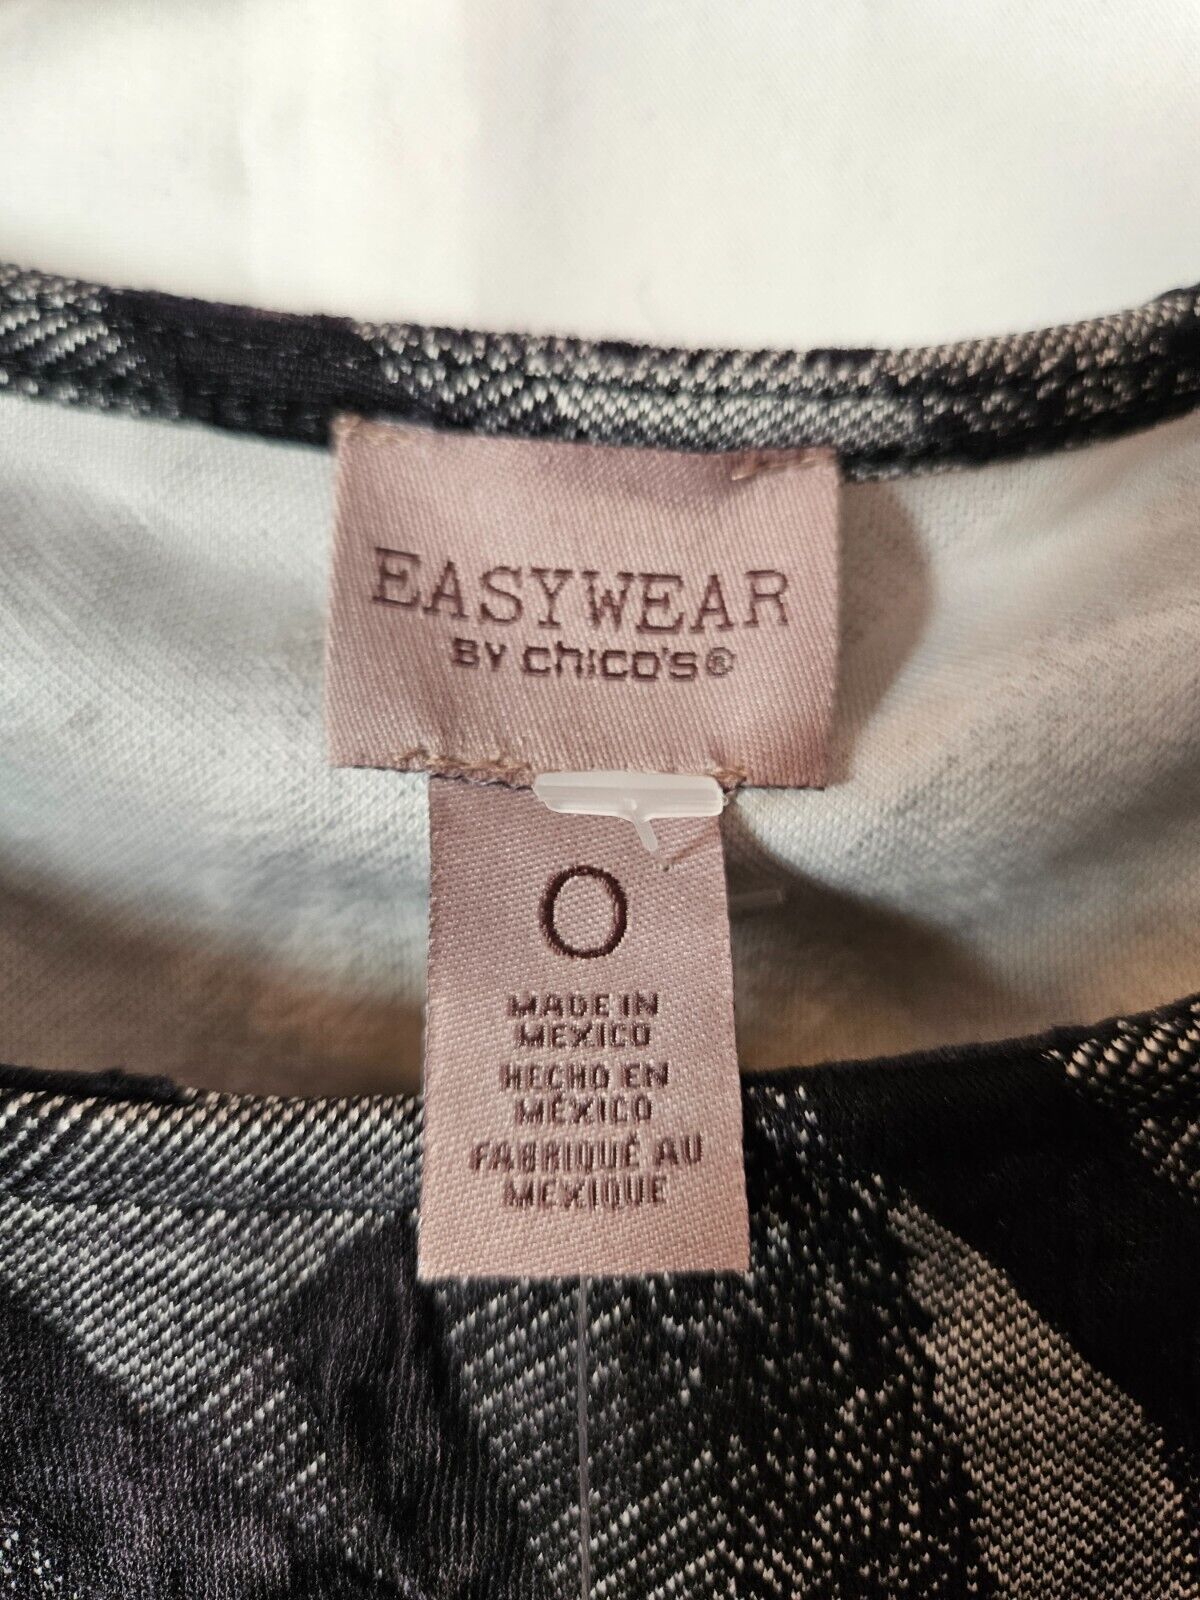 EASYWEAR
BY chico's®
0
MADE IN
MEXICO
HECHO EN
MÉXICO
FABRIQUÉ AU
MEXIQUE